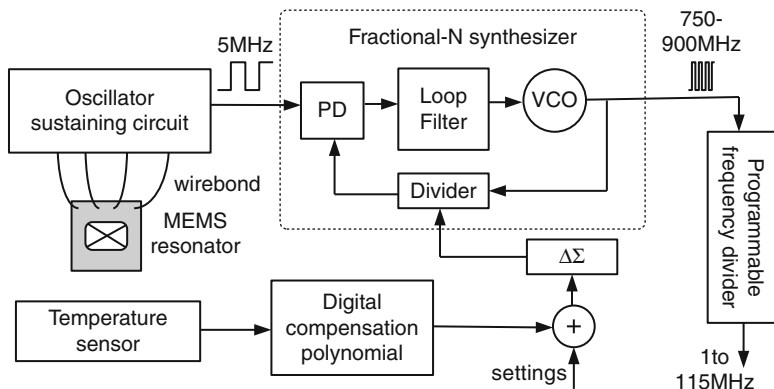 750-
900MHz
5MHz
Fractional-N synthesizer
Oscillator
sustaining circuit
PD
Loop
Filter
VCO
wirebond
MEMS
resonator
Divider
Programmable
frequency divider
ΔΣ
Temperature
sensor
Digital
compensation
polynomial
+
settings
1to
115MHz